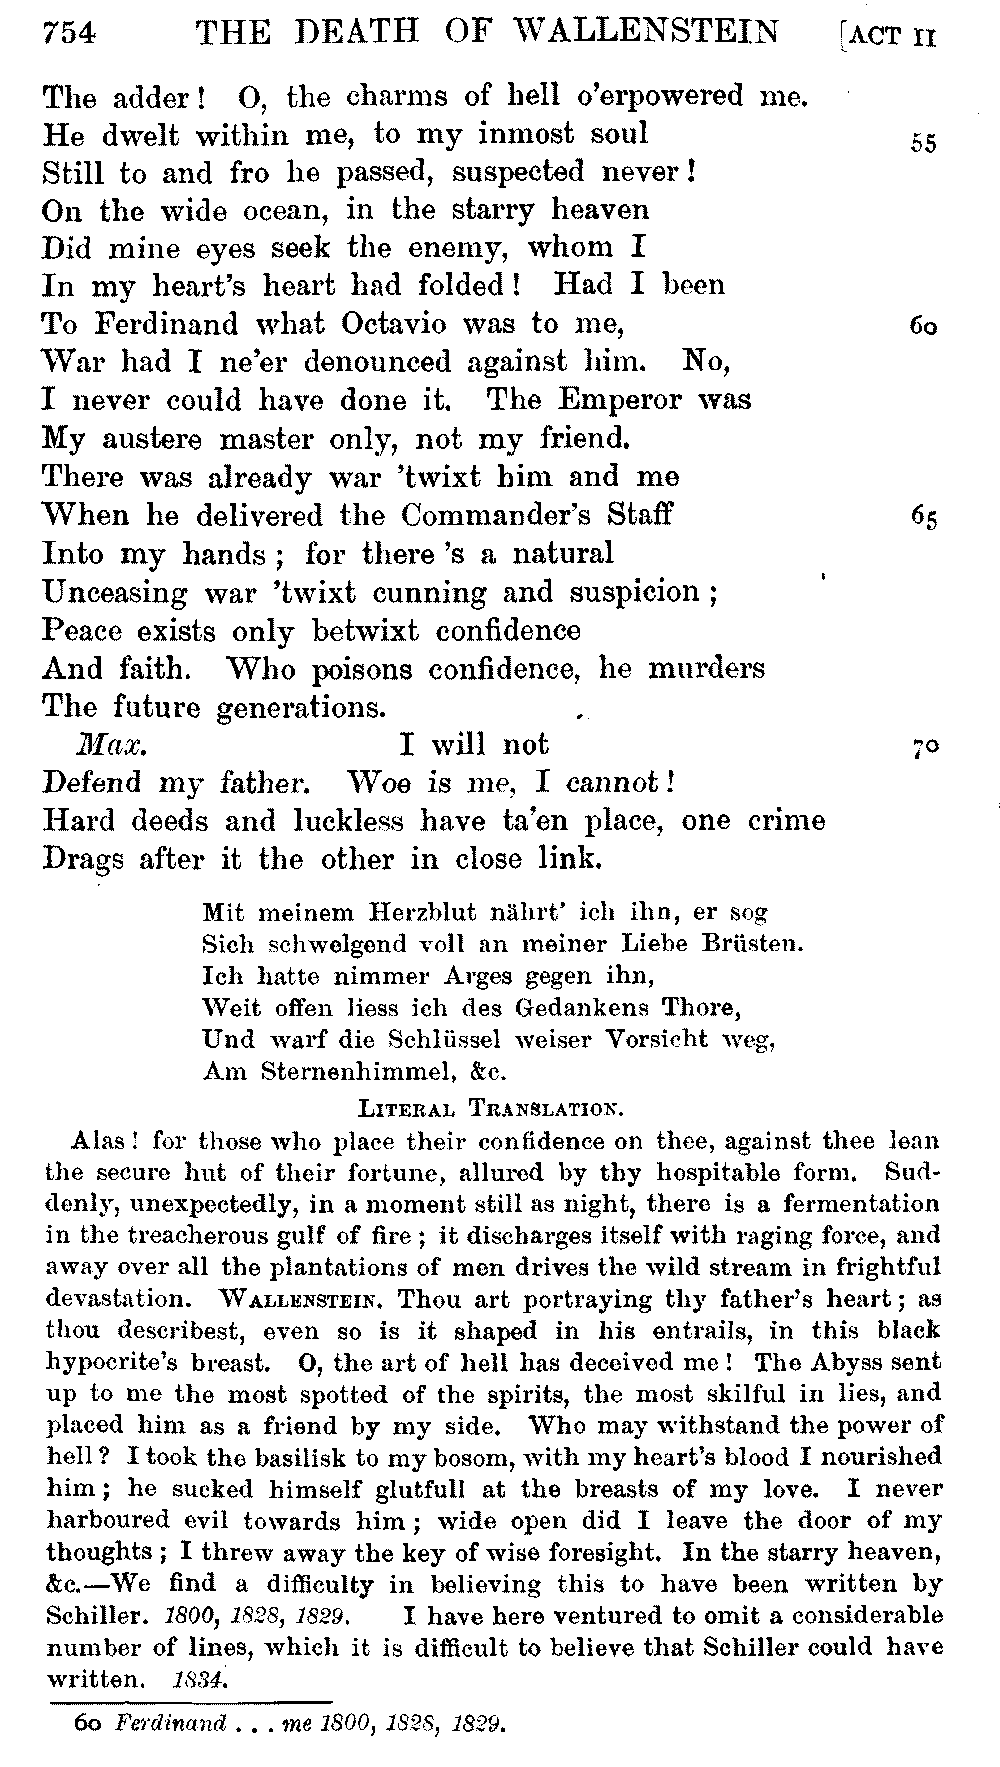 754 THE DEATH OF WALLENSTEIN [ACT II
The adder! O, the charms of hell o'erpowered me.
He dwelt within me, to my inmost soul 55
Still to and fro he passed, suspected never!
On the wide ocean, in the starry heaven
Did mine eyes seek the enemy, whom I
In my heart's heart had folded! Had I been
To Ferdinand what Octavio was to me, 60
War had I ne'er denounced against him. No,
I never could have done it. The Emperor was
My austere master only, not my friend.
There was already war 'twixt him and me
When he delivered the Commander's Staff 65
Into my hands; for there 's a natural
Unceasing war 'twixt cunning and suspicion;
Peace exists only betwixt confidence
And faith. Who poisons confidence, he murders
The future generations.
Max. I will not 70
Defend my father. Woe is me, I cannot!
Hard deeds and luckless have ta'en place, one crime
Drags after it the other in close link.
Mit meinem Herzblut nährt' ich ihn, er sog
Sich schwelgend voll an meiner Liebe Brüsten.
Ich hatte nimmer Arges gegen ihn,
Weit offen liess ich des Gedankens Thore,
Und warf die Schlüssel weiser Vorsicht weg,
Am Sternenhimmel, &c.
LITERAL TRANSLATION.
Alas! for those who place their confidence on thee, against thee lean
the secure hut of their fortune, allured by thy hospitable form. Sud-
denly, unexpectedly, in a moment still as night, there is a fermentation
in the treacherous gulf of fire; it discharges itself with raging force, and
away over all the plantations of men drives the wild stream in frightful
devastation. WALLENSTEIN. Thou art portraying thy father's heart; as
thou describest, even so is it shaped in his entrails, in this black
hypocrite's breast. O, the art of hell has deceived me! The Abyss sent
up to me the most spotted of the spirits, the most skilful in lies, and
placed him as a friend by my side. Who may withstand the power of
hell? I took the basilisk to my bosom, with my heart's blood I nourished
him; he sucked himself glutfull at the breasts of my love. I never
harboured evil towards him; wide open did I leave the door of my
thoughts; I threw away the key of wise foresight. In the starry heaven,
&c.—We find a difficulty in believing this to have been written by
Schiller. 1800, 1828, 1829. I have here ventured to omit a considerable
number of lines, which it is difficult to believe that Schiller could have
written. 1834.
60 Ferdinand . . . me 1800, 1828, 1829.